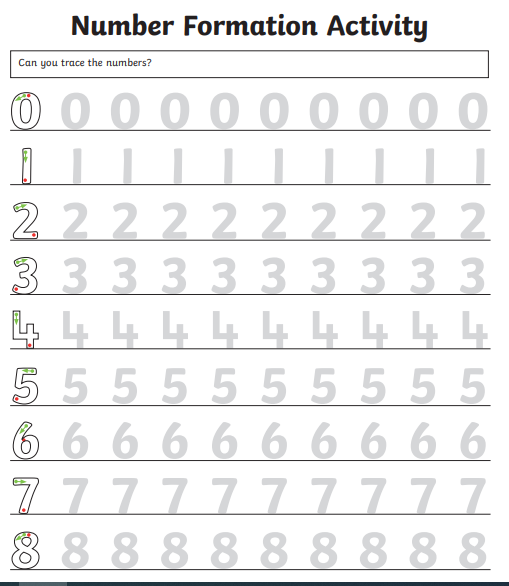 Number Formation Activity
Can you trace the numbers?
0 0 0 0 0 0 0 0 0 0
1 1 1 1 1 1 1 1 1 1
2 2 2 2 2 2 2 2 2 2
3 3 3 3 3 3 3 3 3 3
4 4 4 4 4 4 4 4 4 4
5 5 5 5 5 5 5 5 5 5
6 6 6 6 6 6 6 6 6 6
7 7 7 7 7 7 7 7 7 7
8 8 8 8 8 8 8 8 8 8